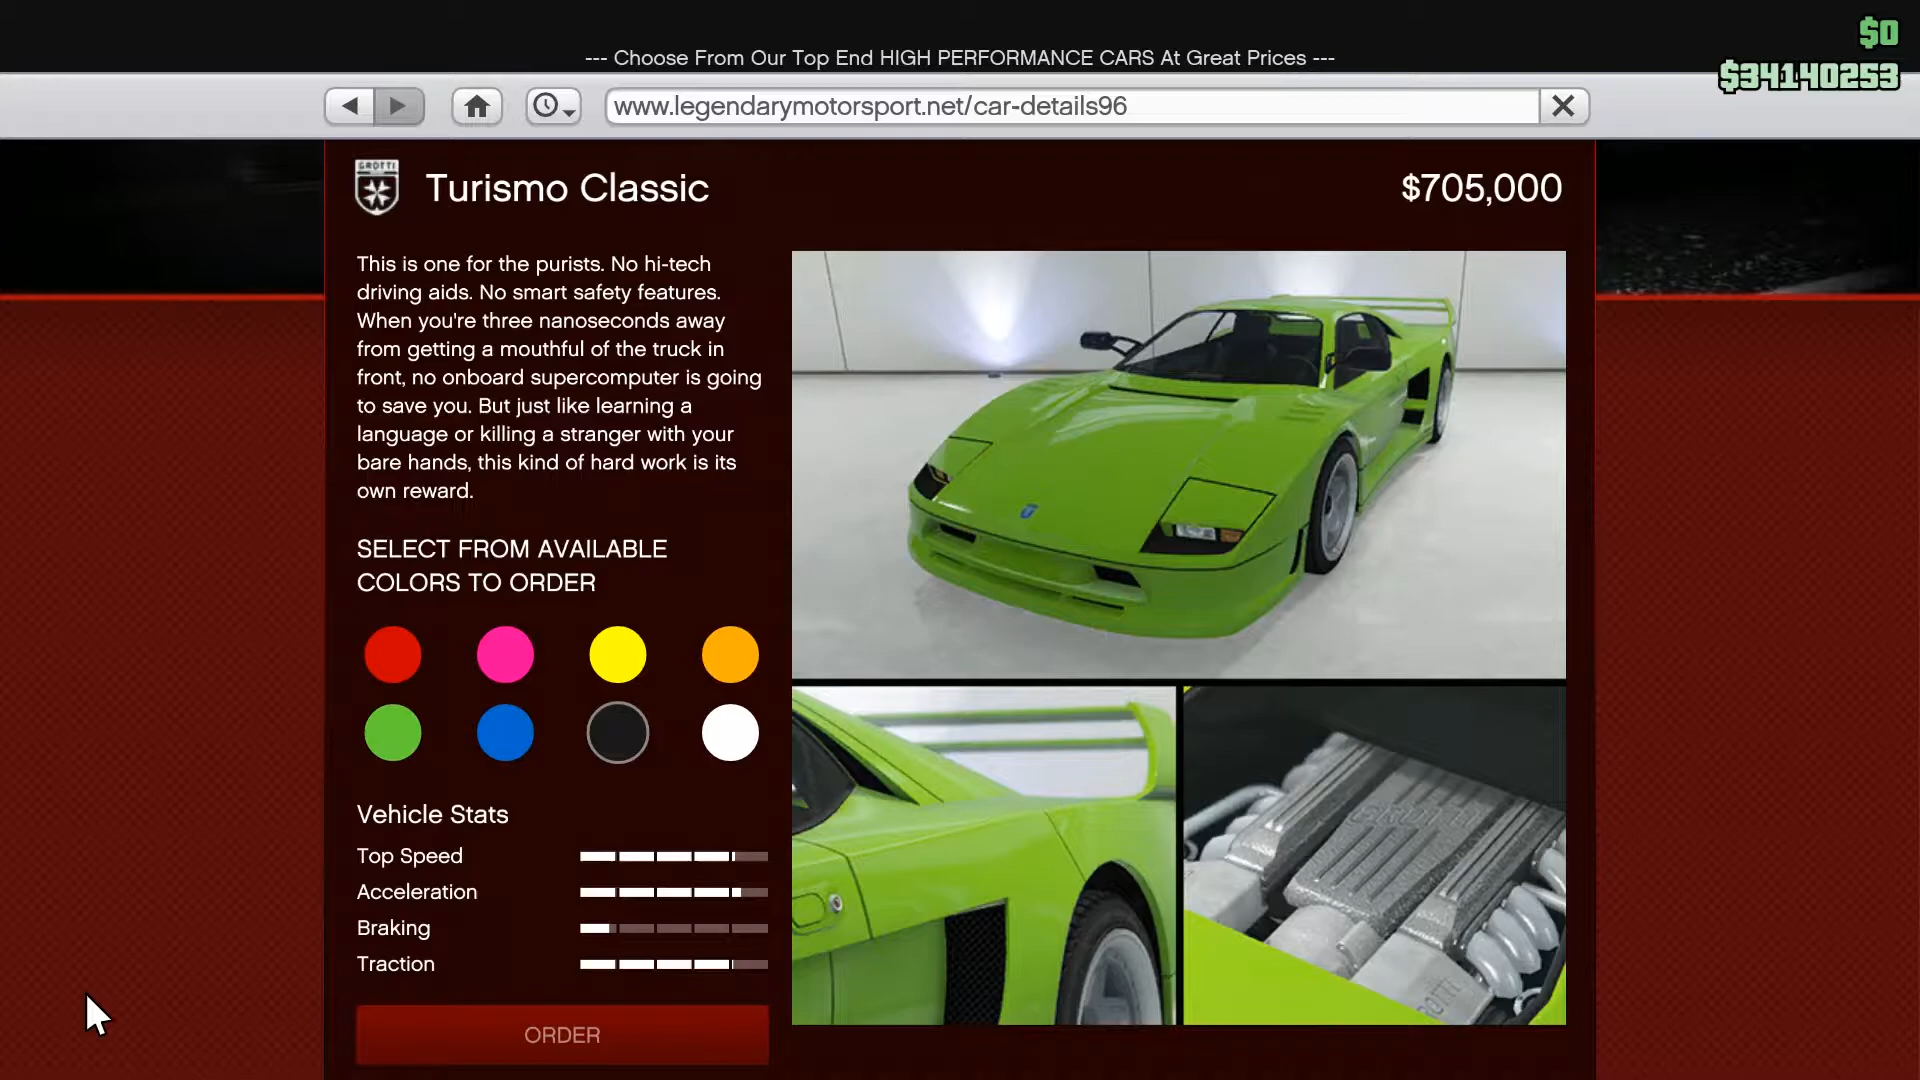 $0
--- Choose From Our Top End HIGH PERFORMANCE CARS At Great Prices ---
$34140253
www.legendarymotorsport.net/car-details96
GROTTI
Turismo Classic
$705,000
This is one for the purists. No hi-tech
driving aids. No smart safety features.
When you're three nanoseconds away
from getting a mouthful of the truck in
front, no onboard supercomputer is going
to save you. But just like learning a
language or killing a stranger with your
bare hands, this kind of hard work is its
own reward.
SELECT FROM AVAILABLE
COLORS TO ORDER
Vehicle Stats
Top Speed
Acceleration
Braking
Traction
ORDER
GROTTI